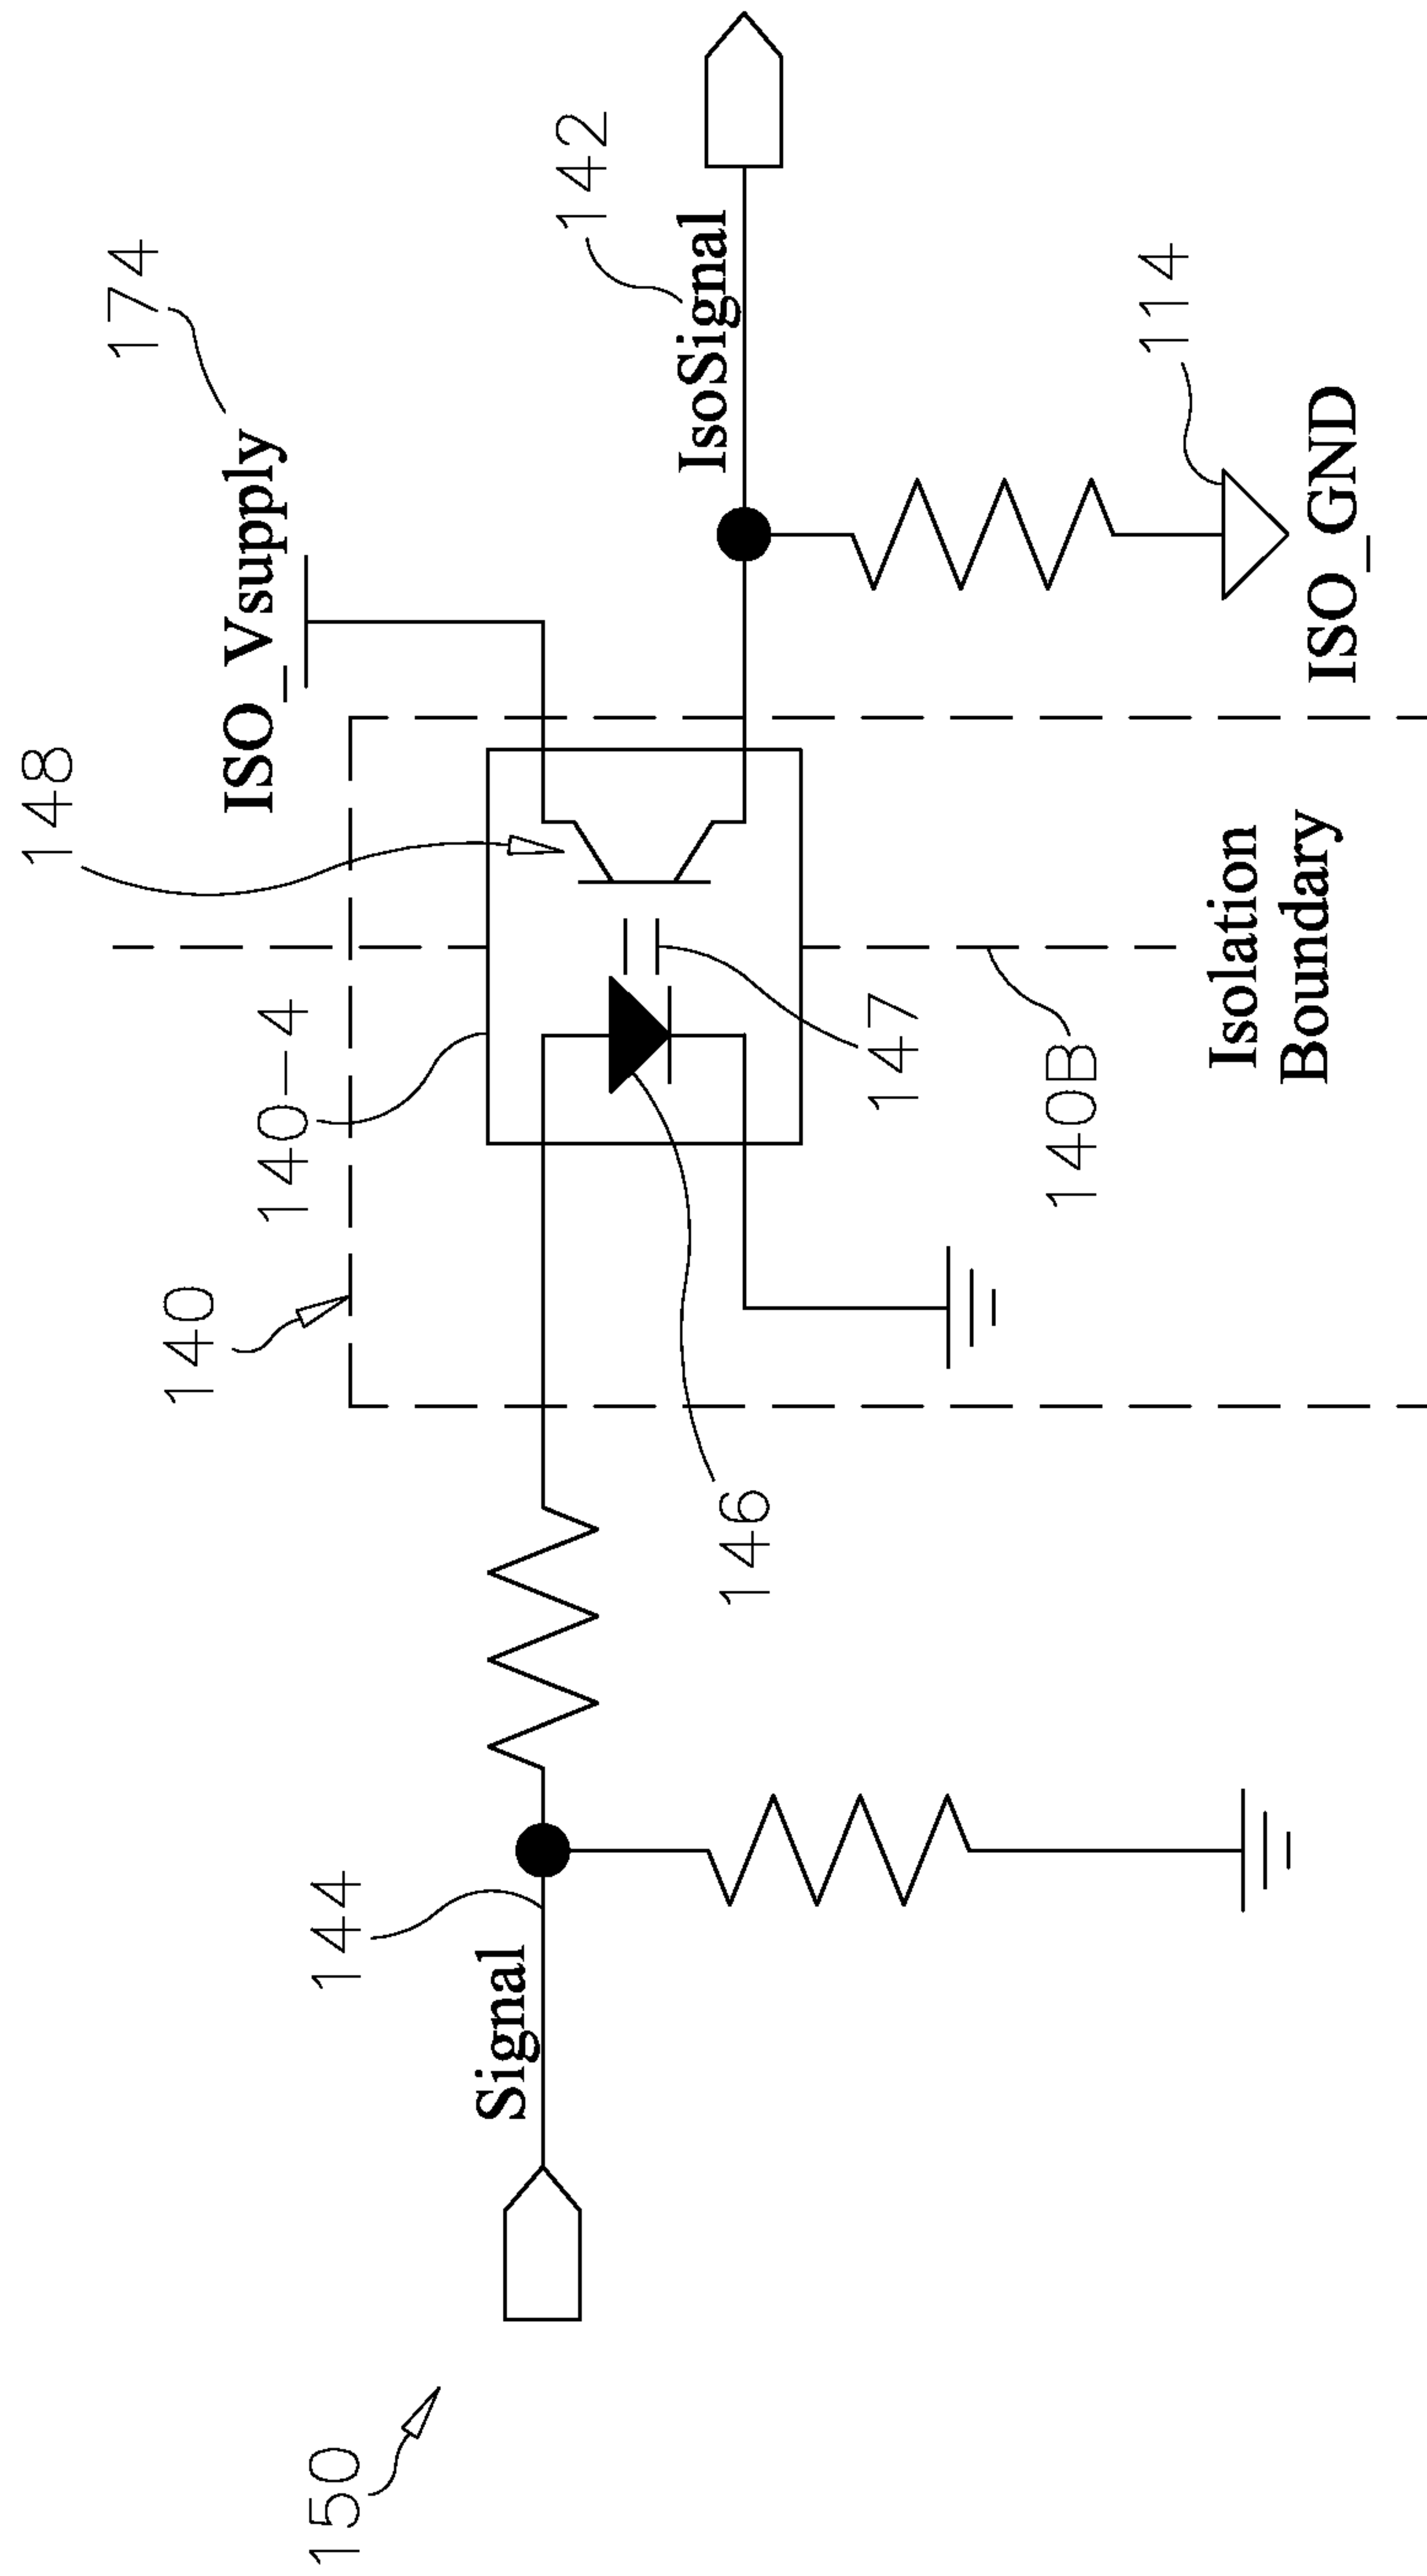 148
174
ISO_Vsupply
142
IsoSignal
140-4
140
144
Signal
146
147
114
ISO_GND
140B
Isolation
Boundary
150